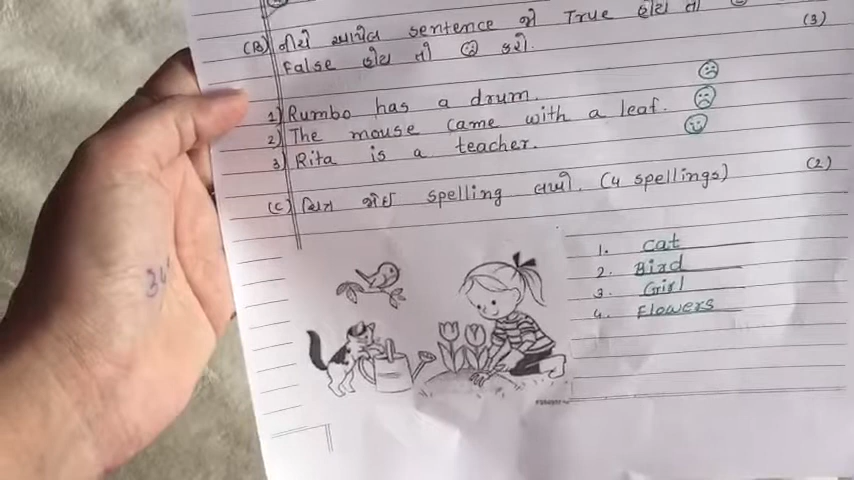 (B) નીચે આપેલ sentence જો True હોય તો 🙂 (3)
False હોય તો ☹ કરો.
1) Rumbo has a drum. ☹
2) The mouse came with a leaf. ☹
3) Rita is a teacher. 🙂
(C) ચિત્ર જોઈ spelling લખો. (4 spellings) (2)
1. Cat
2. Bird
3. Girl
4. Flowers
34